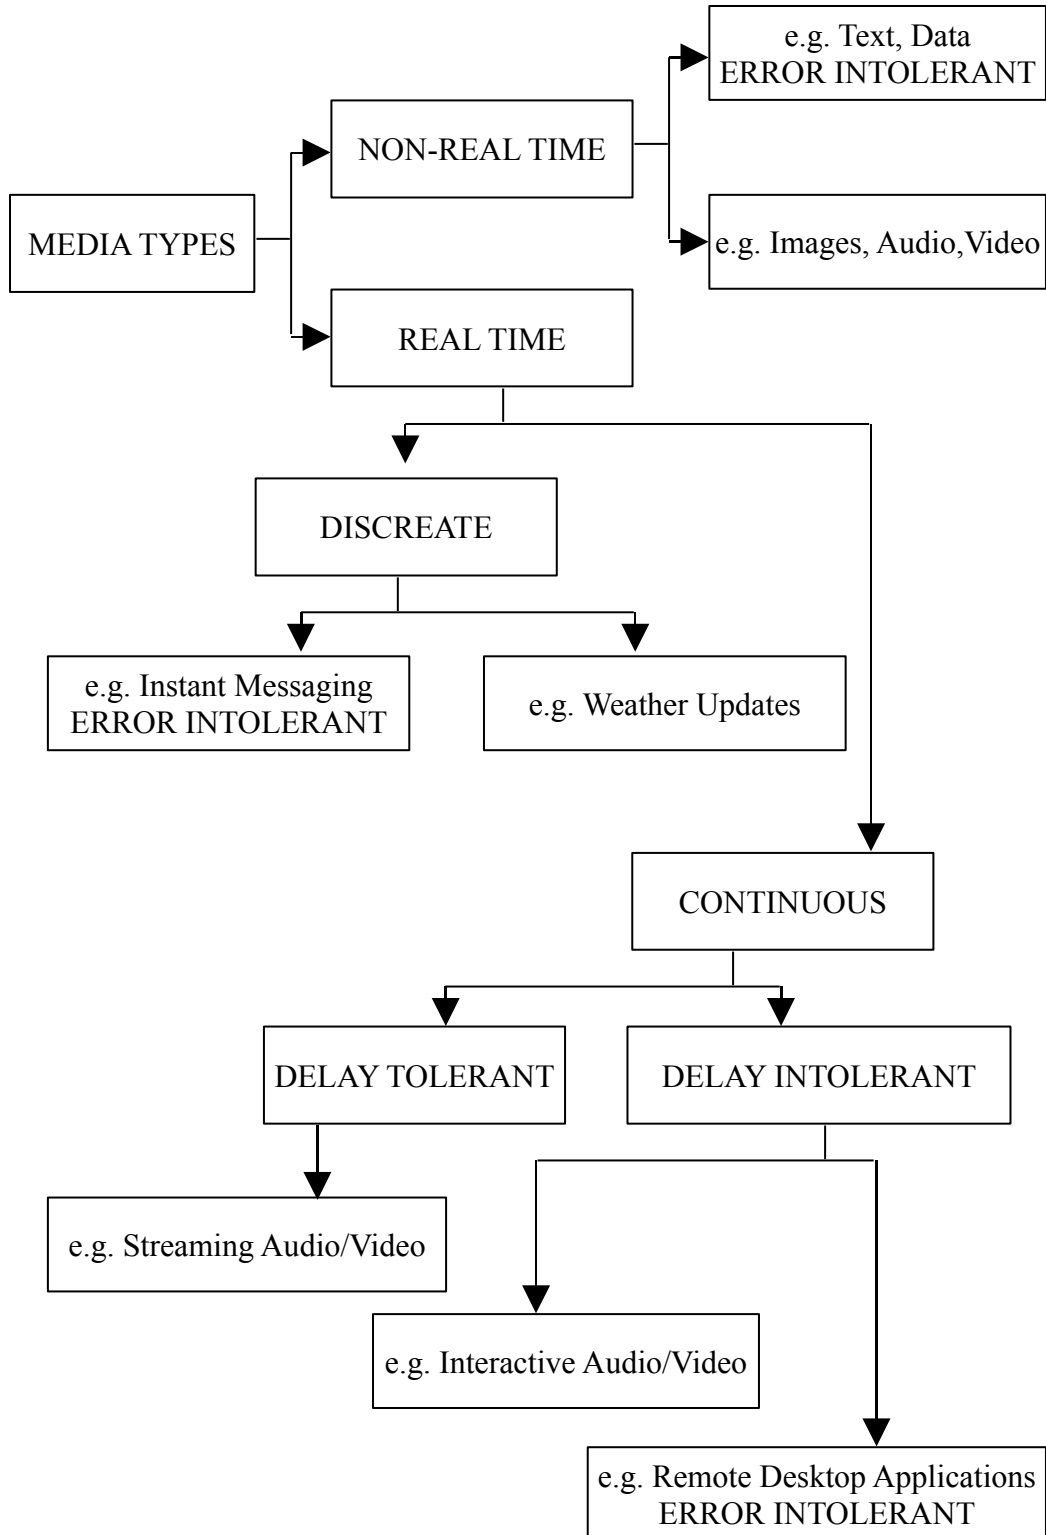 e.g. Text, Data
ERROR INTOLERANT
NON-REAL TIME
MEDIA TYPES
e.g. Images, Audio,Video
REAL TIME
DISCREATE
e.g. Instant Messaging
ERROR INTOLERANT
e.g. Weather Updates
CONTINUOUS
DELAY TOLERANT
DELAY INTOLERANT
e.g. Streaming Audio/Video
e.g. Interactive Audio/Video
e.g. Remote Desktop Applications
ERROR INTOLERANT